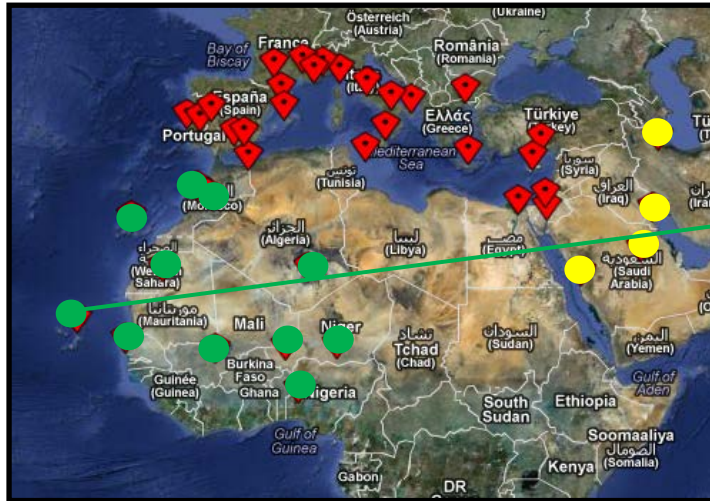 Ukraine)
Österreich
(Austria)
Bay of
Biscay
France
România
(Romania)
España
(Spain)
Portugal
Ελλάς
(Greece)
Türkiye
Mediterranean
Sea
تونس
(Tunisia)
سوريا
(Syria)
العراق
(Iraq)
الجزائر
(Algeria)
ليبيا
(Libya)
مصر
(Egypt)
السعودية
(Saudi
Arabia)
الصحراء
Sahara)
موريتانيا
(Mauritania)
Mali
Niger
تشاد
Tchad
(Chad)
السودان
(Sudan)
اليمن
(Yemen)
Burkina
Faso
Guinée
(Guinea)
Ghana
Nigeria
Gulf of
Aden
South
Sudan
Ethiopia
Gulf of
Guinea
Soomaaliya
الصومال
(Somalia)
Gabon
DR
Kenya